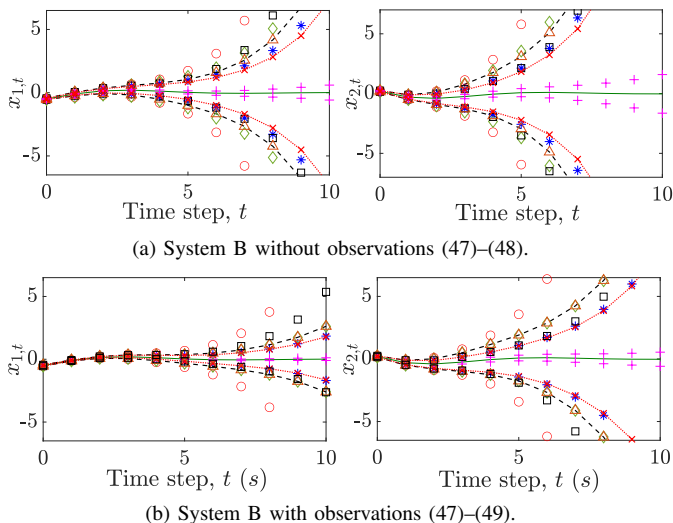 5
0
-5
x₁,ₜ
0 5 10
Time step, t
5
0
-5
x₂,ₜ
0 5 10
Time step, t
(a) System B without observations (47)–(48).
5
0
-5
x₁,ₜ
0 5 10
Time step, t (s)
5
0
-5
x₂,ₜ
0 5 10
Time step, t (s)
(b) System B with observations (47)–(49).